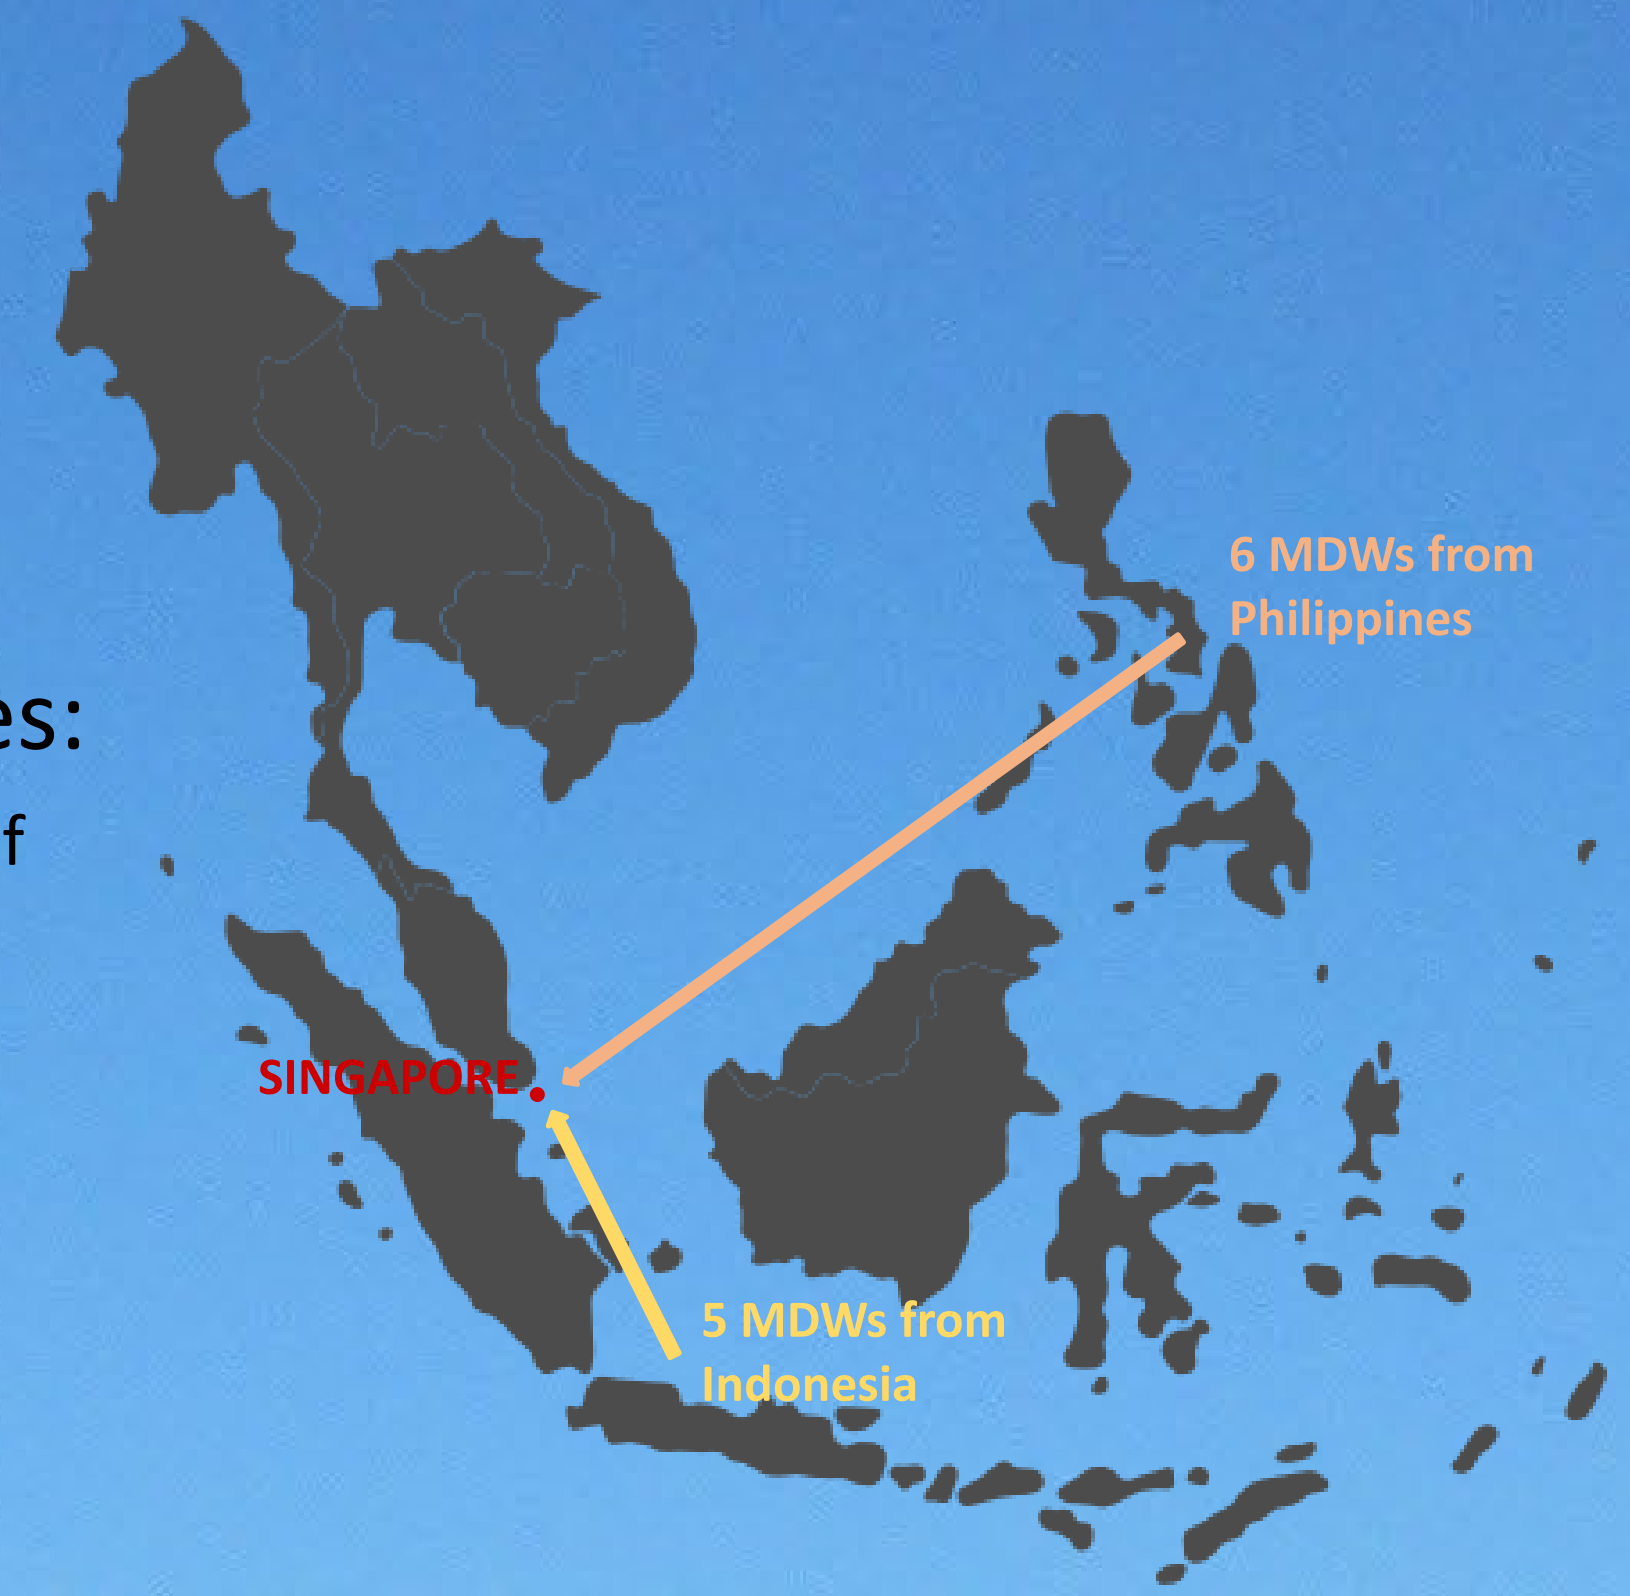 6 MDWs from
Philippines
es:
f
SINGAPORE
5 MDWs from
Indonesia